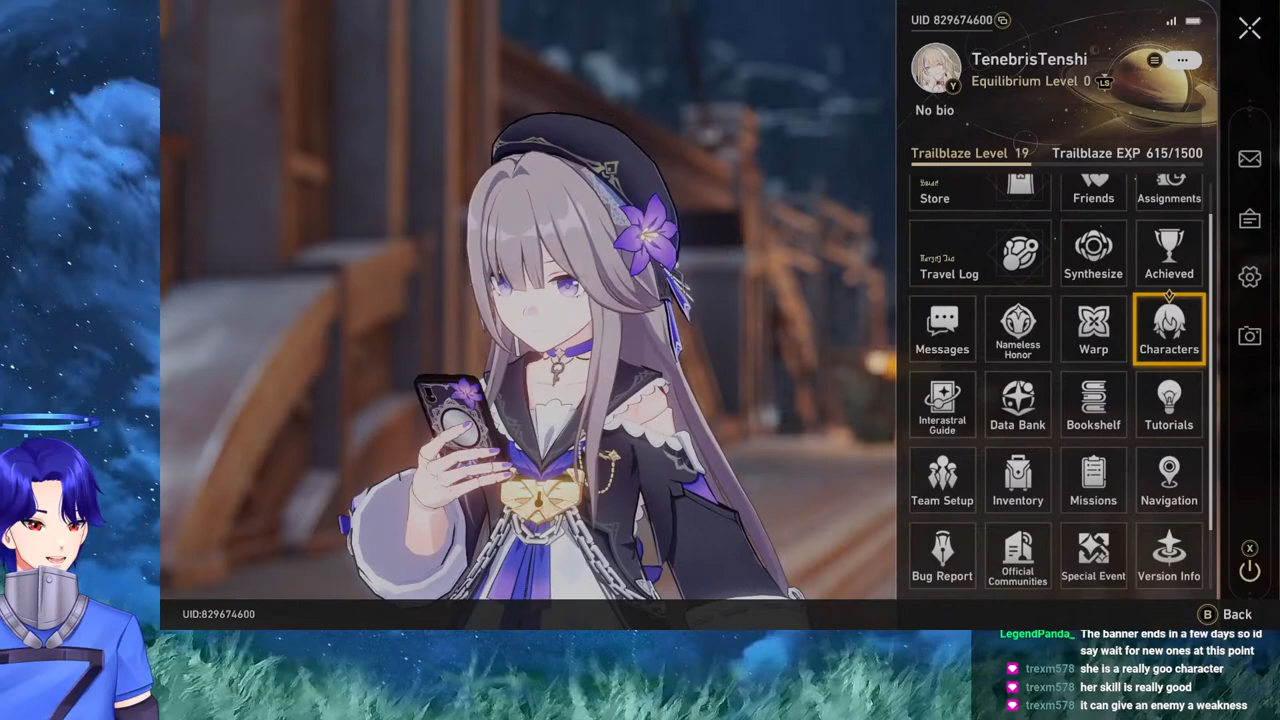 UID 829674600
TenebrisTenshi
Equilibrium Level 0
LS
Y
No bio
Trailblaze Level 19
Trailblaze EXP 615/1500
Store
Friends
Assignments
Travel Log
Synthesize
Achieved
Messages
Nameless Honor
Warp
Characters
Interastral Guide
Data Bank
Bookshelf
Tutorials
Team Setup
Inventory
Missions
Navigation
Bug Report
Official Communities
Special Event
Version Info
X
UID:829674600
B Back
LegendPanda_ The banner ends in a few days so id
say wait for new ones at this point
trexm578 she is a really goo character
trexm578 her skill is really good
trexm578 it can give an enemy a weakness